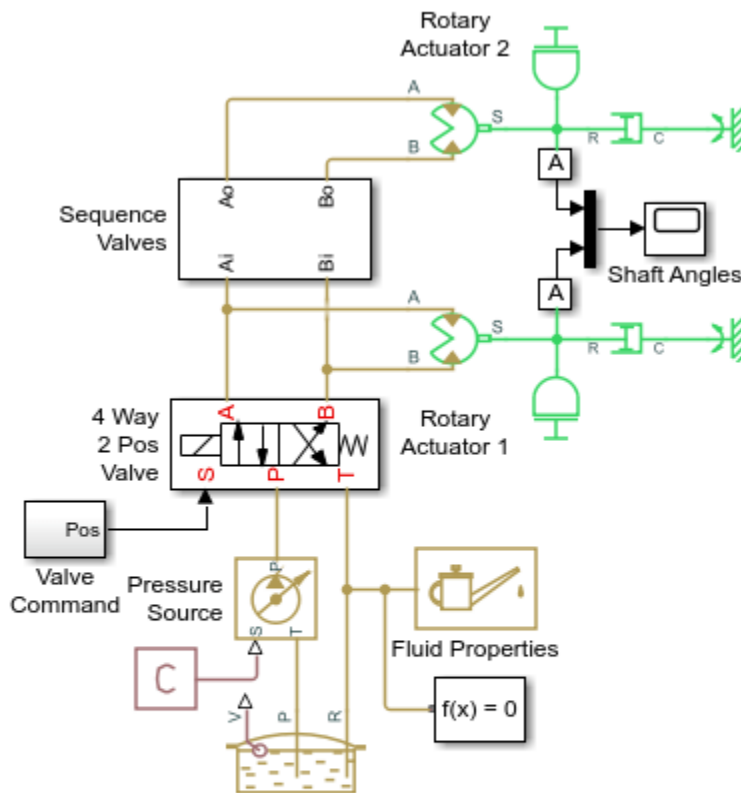 Rotary
Actuator 2
A
S
B
R
C
A
Sequence
Valves
Ao
Bo
Ai
Bi
Shaft Angles
A
A
S
B
R
C
4 Way
2 Pos
Valve
A
B
S
P
T
Rotary
Actuator 1
Pos
Valve
Command
Pressure
Source
P
S
T
Fluid Properties
C
V
P
R
f(x) = 0